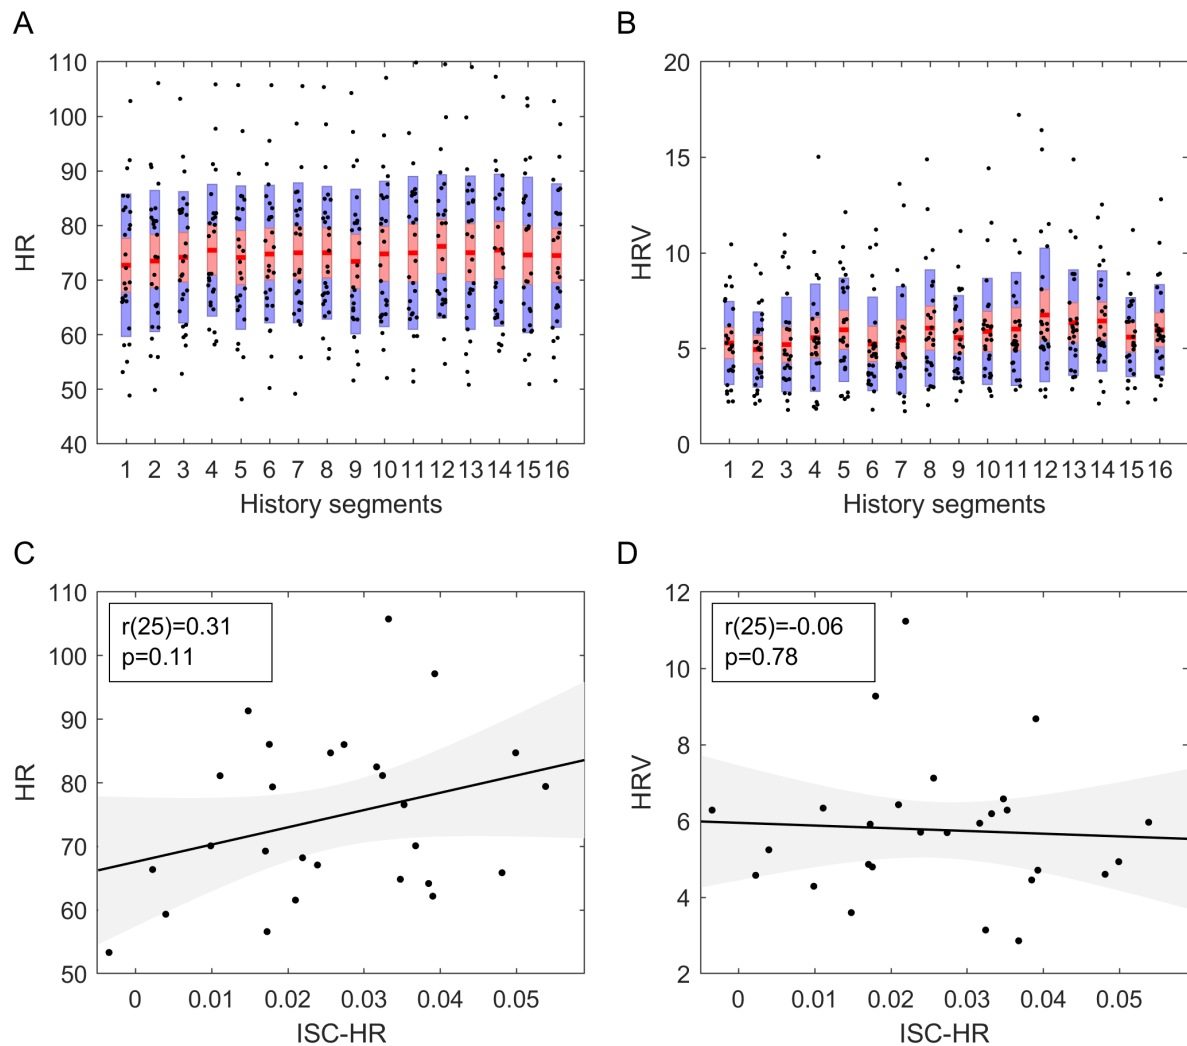 A
110
100
90
80
70
60
50
40
HR
1 2 3 4 5 6 7 8 9 10 11 12 13 14 15 16
History segments
B
20
15
10
5
0
HRV
1 2 3 4 5 6 7 8 9 10 11 12 13 14 15 16
History segments
C
110
100
90
80
70
60
50
HR
r(25)=0.31
p=0.11
0 0.01 0.02 0.03 0.04 0.05
ISC-HR
D
12
10
8
6
4
2
HRV
r(25)=-0.06
p=0.78
0 0.01 0.02 0.03 0.04 0.05
ISC-HR